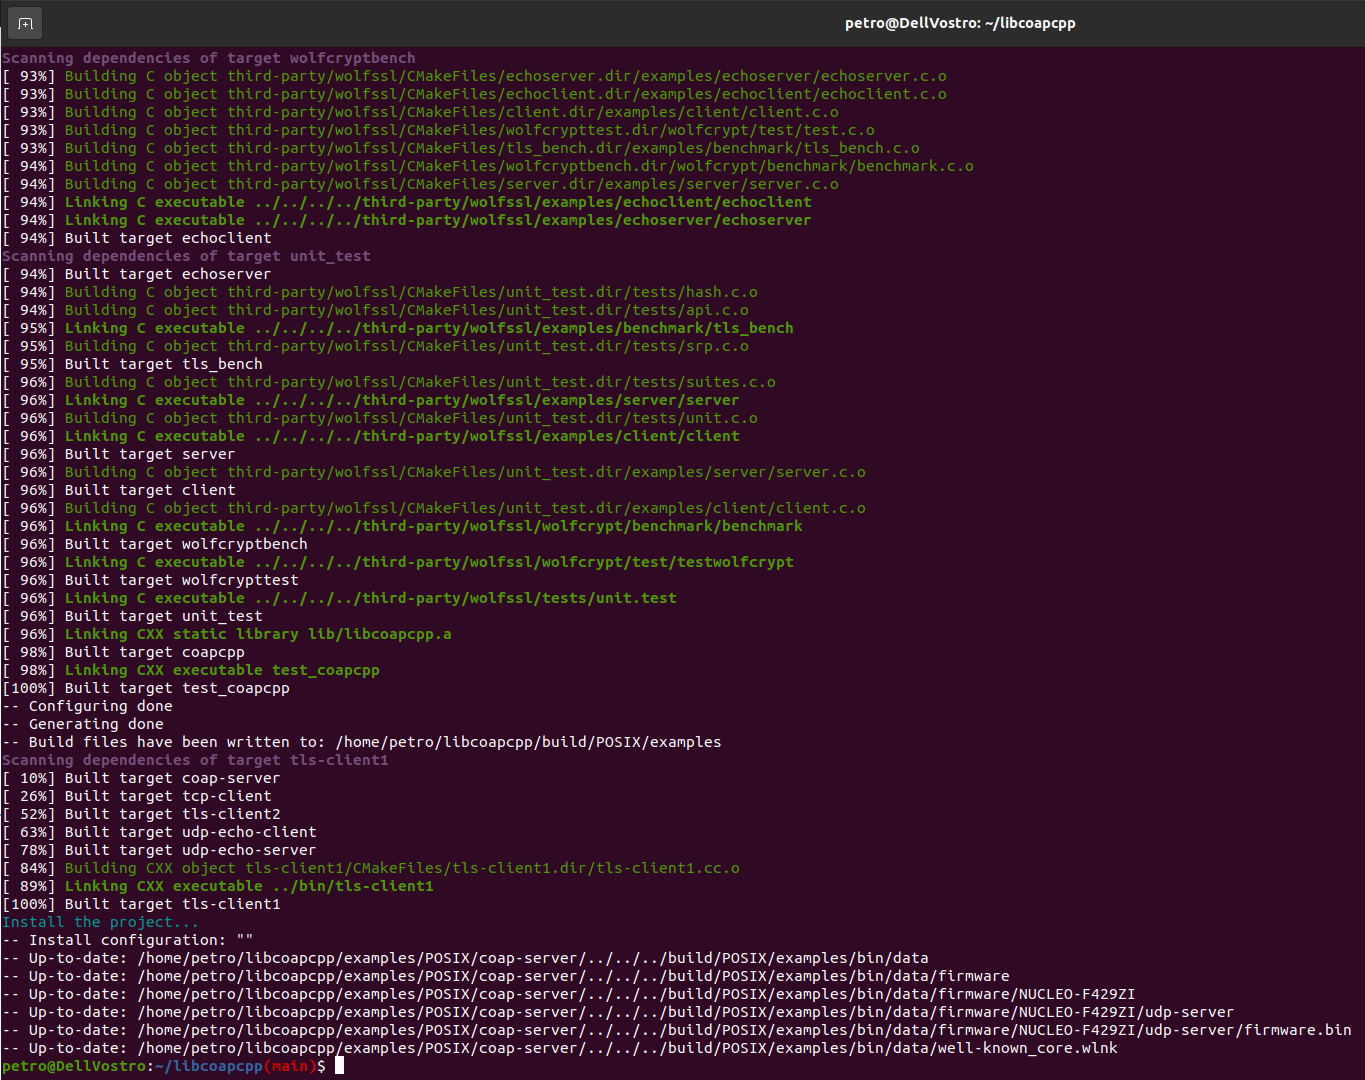 petro@DellVostro: ~/libcoapcpp
Scanning dependencies of target wolfcryptbench
[ 93%] Building C object third-party/wolfssl/CMakeFiles/echoserver.dir/examples/echoserver/echoserver.c.o
[ 93%] Building C object third-party/wolfssl/CMakeFiles/echoclient.dir/examples/echoclient/echoclient.c.o
[ 93%] Building C object third-party/wolfssl/CMakeFiles/client.dir/examples/client/client.c.o
[ 93%] Building C object third-party/wolfssl/CMakeFiles/wolfcrypttest.dir/wolfcrypt/test/test.c.o
[ 93%] Building C object third-party/wolfssl/CMakeFiles/tls_bench.dir/examples/benchmark/tls_bench.c.o
[ 94%] Building C object third-party/wolfssl/CMakeFiles/wolfcryptbench.dir/wolfcrypt/benchmark/benchmark.c.o
[ 94%] Building C object third-party/wolfssl/CMakeFiles/server.dir/examples/server/server.c.o
[ 94%] Linking C executable ../../../../third-party/wolfssl/examples/echoclient/echoclient
[ 94%] Linking C executable ../../../../third-party/wolfssl/examples/echoserver/echoserver
[ 94%] Built target echoclient
Scanning dependencies of target unit_test
[ 94%] Built target echoserver
[ 94%] Building C object third-party/wolfssl/CMakeFiles/unit_test.dir/tests/hash.c.o
[ 94%] Building C object third-party/wolfssl/CMakeFiles/unit_test.dir/tests/api.c.o
[ 95%] Linking C executable ../../../../third-party/wolfssl/examples/benchmark/tls_bench
[ 95%] Building C object third-party/wolfssl/CMakeFiles/unit_test.dir/tests/srp.c.o
[ 95%] Built target tls_bench
[ 96%] Building C object third-party/wolfssl/CMakeFiles/unit_test.dir/tests/suites.c.o
[ 96%] Linking C executable ../../../../third-party/wolfssl/examples/server/server
[ 96%] Building C object third-party/wolfssl/CMakeFiles/unit_test.dir/tests/unit.c.o
[ 96%] Linking C executable ../../../../third-party/wolfssl/examples/client/client
[ 96%] Built target server
[ 96%] Building C object third-party/wolfssl/CMakeFiles/unit_test.dir/examples/server/server.c.o
[ 96%] Built target client
[ 96%] Building C object third-party/wolfssl/CMakeFiles/unit_test.dir/examples/client/client.c.o
[ 96%] Linking C executable ../../../../third-party/wolfssl/wolfcrypt/benchmark/benchmark
[ 96%] Built target wolfcryptbench
[ 96%] Linking C executable ../../../../third-party/wolfssl/wolfcrypt/test/testwolfcrypt
[ 96%] Built target wolfcrypttest
[ 96%] Linking C executable ../../../../third-party/wolfssl/tests/unit.test
[ 96%] Built target unit_test
[ 96%] Linking CXX static library lib/libcoapcpp.a
[ 98%] Built target coapcpp
[ 98%] Linking CXX executable test_coapcpp
[100%] Built target test_coapcpp
-- Configuring done
-- Generating done
-- Build files have been written to: /home/petro/libcoapcpp/build/POSIX/examples
Scanning dependencies of target tls-client1
[ 10%] Built target coap-server
[ 26%] Built target tcp-client
[ 52%] Built target tls-client2
[ 63%] Built target udp-echo-client
[ 78%] Built target udp-echo-server
[ 84%] Building CXX object tls-client1/CMakeFiles/tls-client1.dir/tls-client1.cc.o
[ 89%] Linking CXX executable ../bin/tls-client1
[100%] Built target tls-client1
Install the project...
-- Install configuration: ""
-- Up-to-date: /home/petro/libcoapcpp/examples/POSIX/coap-server/../../../build/POSIX/examples/bin/data
-- Up-to-date: /home/petro/libcoapcpp/examples/POSIX/coap-server/../../../build/POSIX/examples/bin/data/firmware
-- Up-to-date: /home/petro/libcoapcpp/examples/POSIX/coap-server/../../../build/POSIX/examples/bin/data/firmware/NUCLEO-F429ZI
-- Up-to-date: /home/petro/libcoapcpp/examples/POSIX/coap-server/../../../build/POSIX/examples/bin/data/firmware/NUCLEO-F429ZI/udp-server
-- Up-to-date: /home/petro/libcoapcpp/examples/POSIX/coap-server/../../../build/POSIX/examples/bin/data/firmware/NUCLEO-F429ZI/udp-server/firmware.bin
-- Up-to-date: /home/petro/libcoapcpp/examples/POSIX/coap-server/../../../build/POSIX/examples/bin/data/well-known_core.wlnk
petro@DellVostro:~/libcoapcpp(main)$